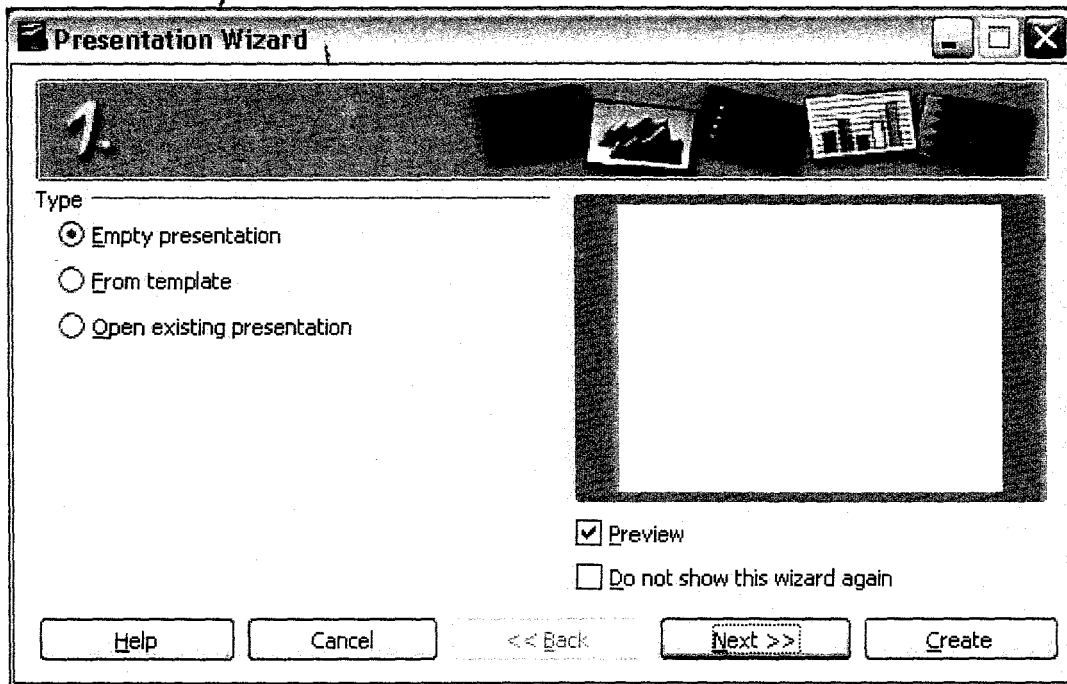 Presentation Wizard
1.
Type
Empty presentation
From template
Open existing presentation
Preview
Do not show this wizard again
Help
Cancel
<< Back
Next >>
Create